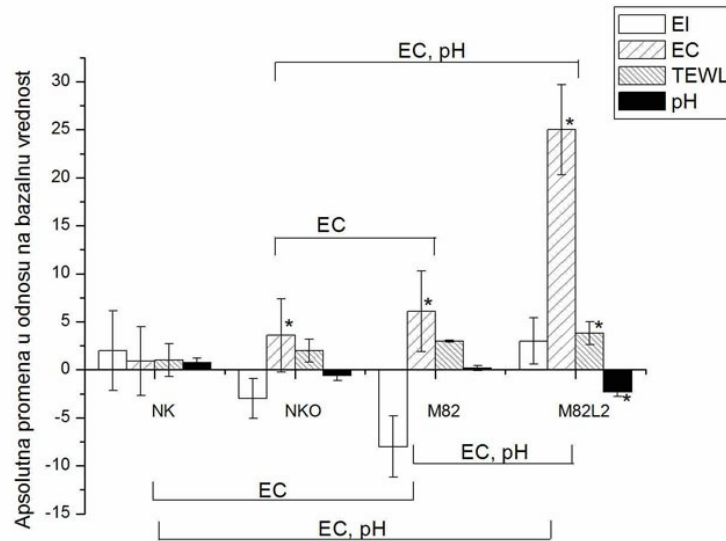 EI
EC
TEWL
pH
EC, pH
EC
Apsolutna promena u odnosu na bazalnu vrednost
30
25
20
15
10
5
0
-5
-10
-15
*
*
*
*
*
NK
NKO
M82
M82L2
EC, pH
EC
EC, pH